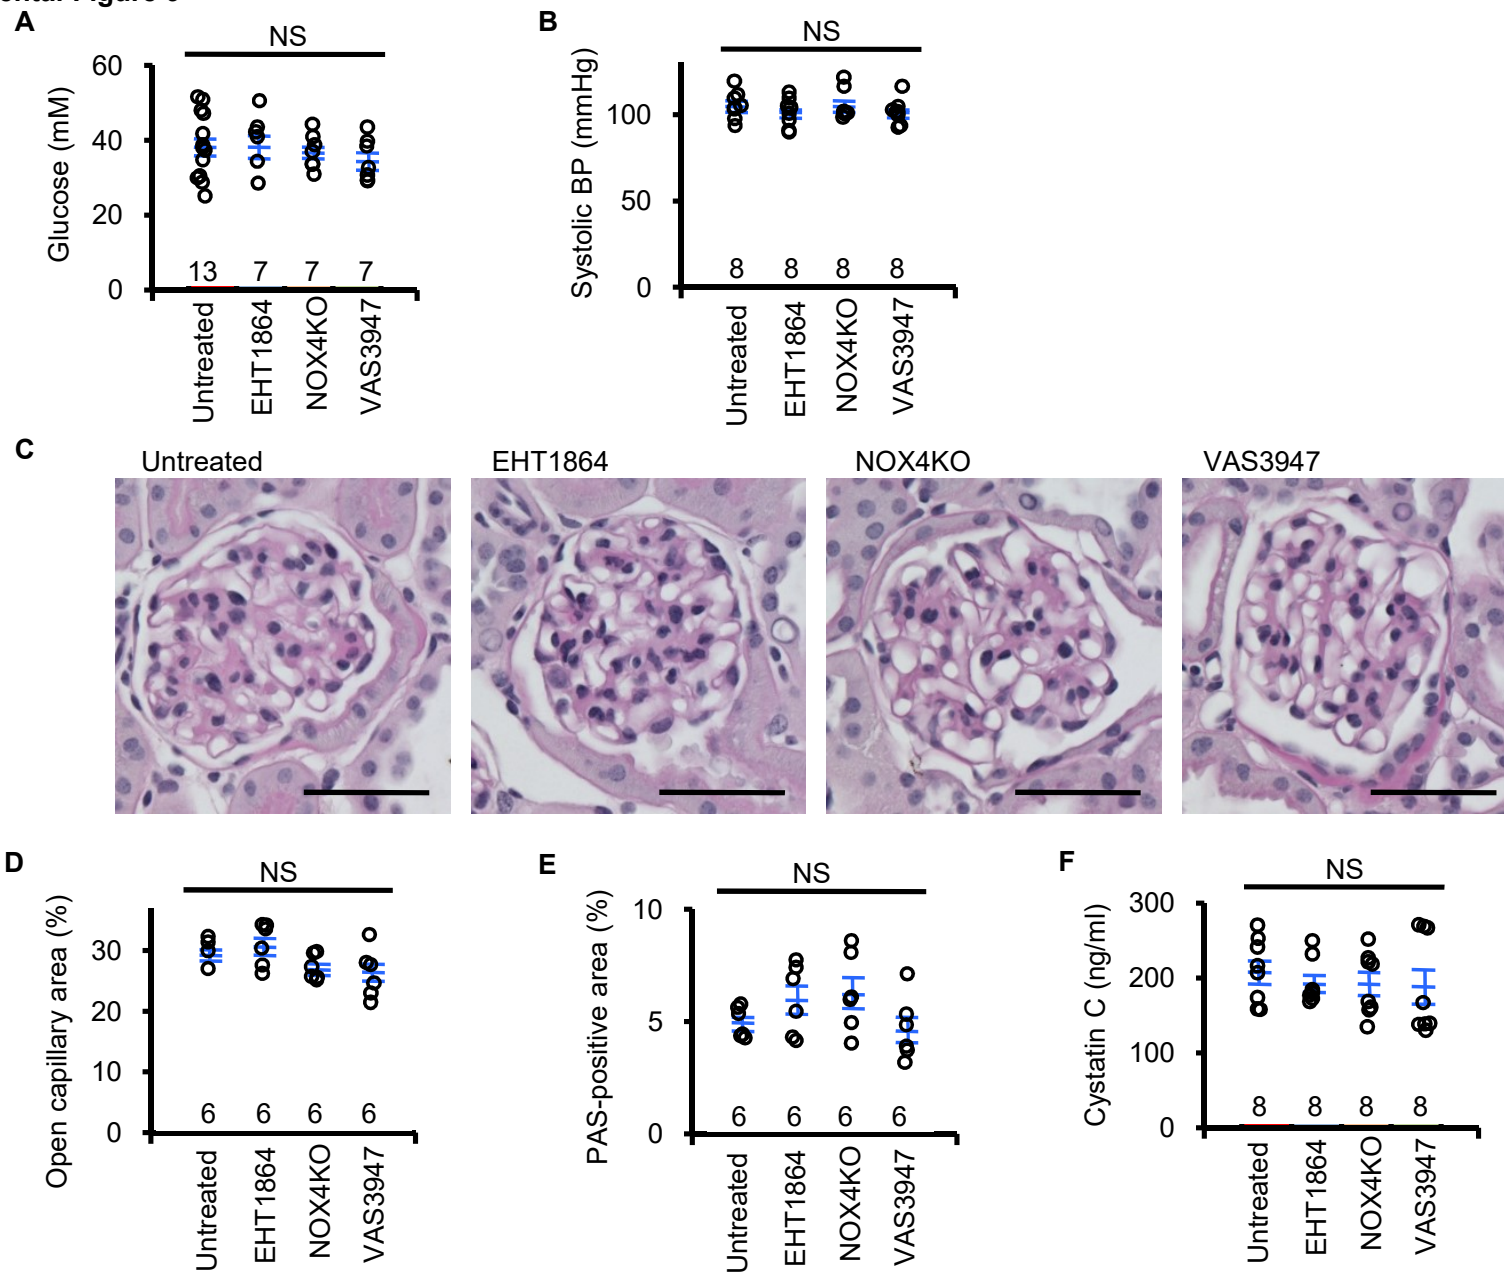 A
NS
Glucose (mM)
60
40
20
0
13 7 7 7
Untreated
EHT1864
NOX4KO
VAS3947
B
NS
Systolic BP (mmHg)
100
50
0
8 8 8 8
Untreated
EHT1864
NOX4KO
VAS3947
C
Untreated EHT1864 NOX4KO VAS3947
D
NS
Open capillary area (%)
30
20
10
0
6 6 6 6
Untreated
EHT1864
NOX4KO
VAS3947
E
NS
PAS-positive area (%)
10
5
0
6 6 6 6
Untreated
EHT1864
NOX4KO
VAS3947
F
NS
Cystatin C (ng/ml)
300
200
100
0
8 8 8 8
Untreated
EHT1864
NOX4KO
VAS3947